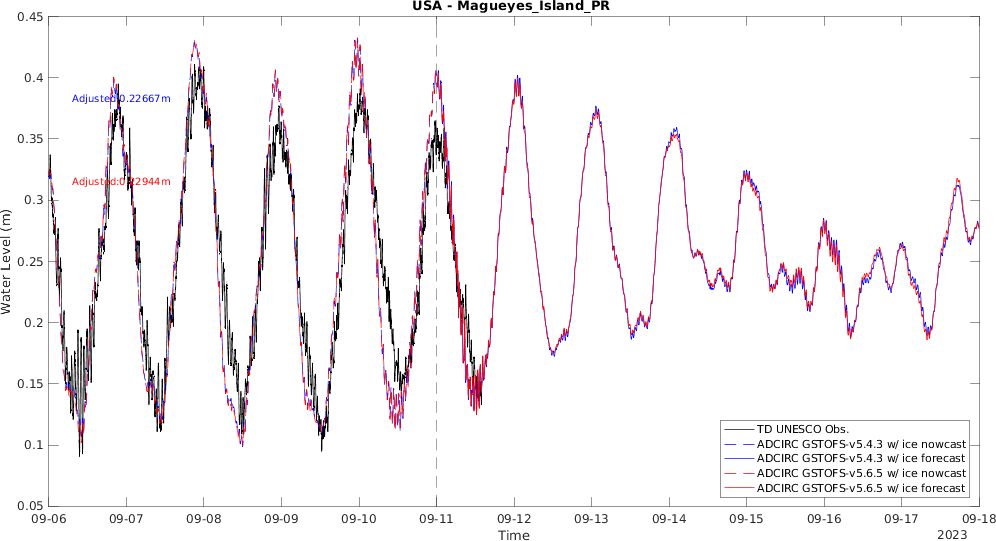 USA - Magueyes_Island_PR
0.45
0.4
0.35
0.3
0.25
0.2
0.15
0.1
0.05
Water Level (m)
Adjusted:0.22667m
Adjusted:0.22944m
TD UNESCO Obs.
ADCIRC GSTOFS-v5.4.3 w/ ice nowcast
ADCIRC GSTOFS-v5.4.3 w/ ice forecast
ADCIRC GSTOFS-v5.6.5 w/ ice nowcast
ADCIRC GSTOFS-v5.6.5 w/ ice forecast
09-06 09-07 09-08 09-09 09-10 09-11 09-12 09-13 09-14 09-15 09-16 09-17 09-18
Time
2023